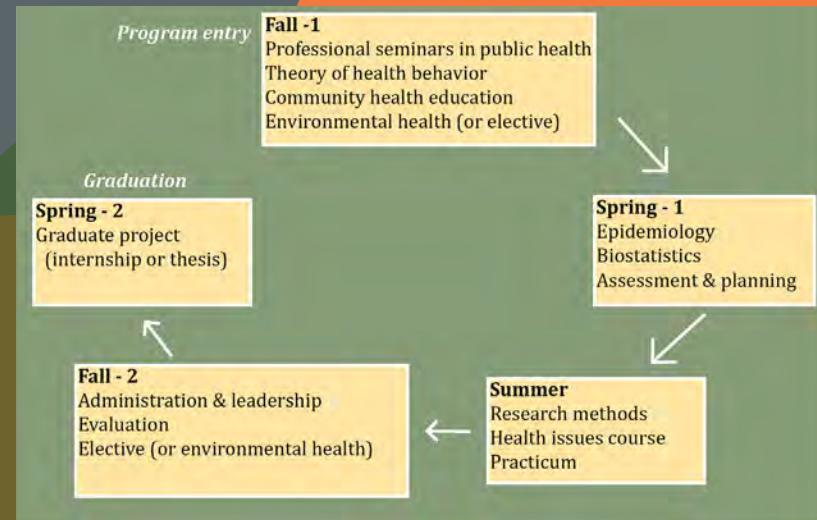 Program entry
Fall -1
Professional seminars in public health
Theory of health behavior
Community health education
Environmental health (or elective)
Spring - 1
Epidemiology
Biostatistics
Assessment & planning
Summer
Research methods
Health issues course
Practicum
Fall - 2
Administration & leadership
Evaluation
Elective (or environmental health)
Graduation
Spring - 2
Graduate project
(internship or thesis)